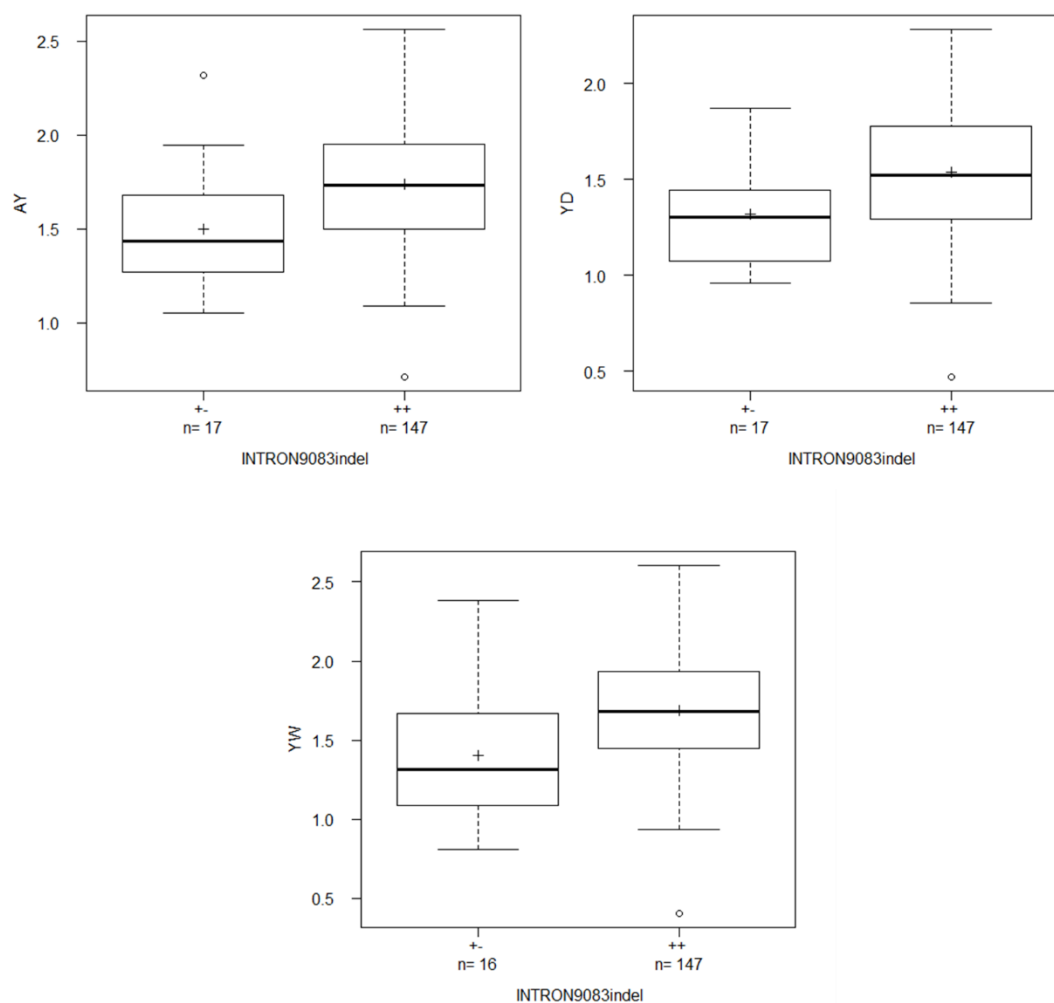 AY
2.5
2.0
1.5
1.0
+- ++
n= 17 n= 147
INTRON9083indel
YD
2.0
1.5
1.0
0.5
+- ++
n= 17 n= 147
INTRON9083indel
YW
2.5
2.0
1.5
1.0
0.5
+- ++
n= 16 n= 147
INTRON9083indel